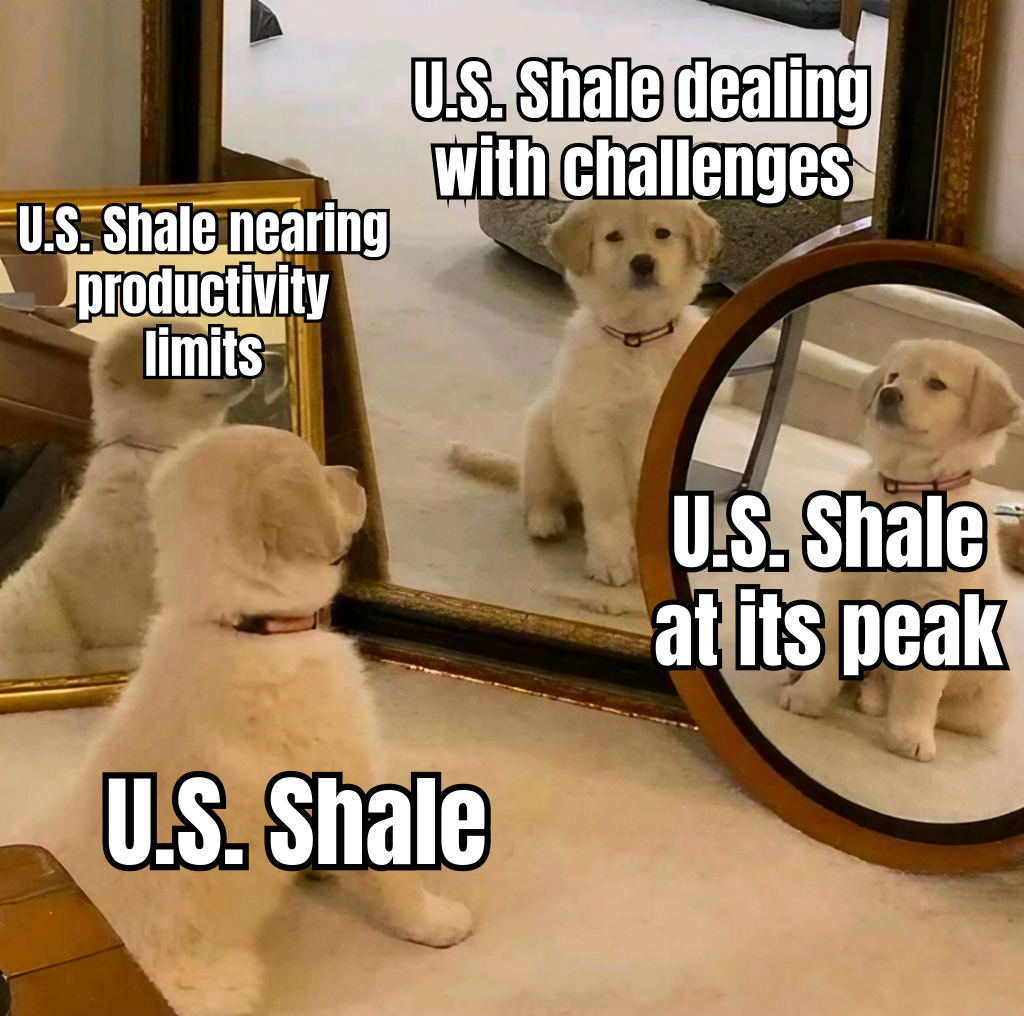 U.S. Shale dealing
with challenges
U.S. Shale nearing
productivity
limits
U.S. Shale
at its peak
U.S. Shale